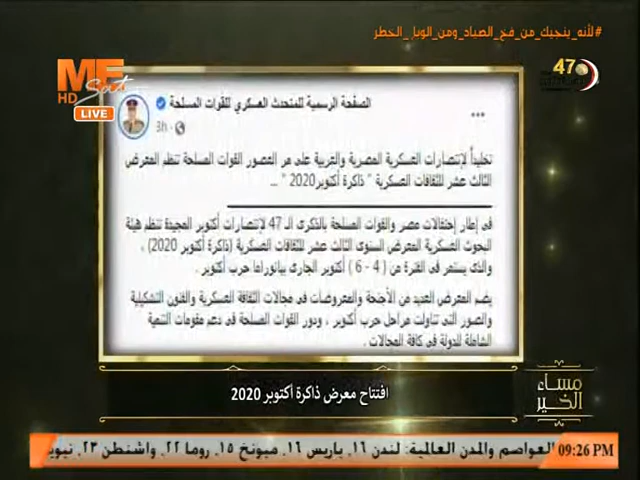 #لأنه_ينجيك_من_فخ_الصياد_ومن_الوبا_الخطر
ME
Sat
HD
LIVE
47
الصفحة الرسمية للمتحدث العسكري للقوات المسلحة
3h
تخليداً لإنتصارات العسكرية المصرية والعربية على مر العصور القوات المسلحة تنظم المعرض
الثالث عشر للثقافات العسكرية " ذاكرة أكتوبر2020 " ...
فى إطار إحتفالات مصر والقوات المسلحة بالذكرى الـ 47 لإنتصارات أكتوبر المجيدة تنظم هيئة
البحوث العسكرية المعرض السنوى الثالث عشر للثقافات العسكرية (ذاكرة أكتوبر 2020) ،
والذى يستمر فى الفترة من ( 4 - 6 ) أكتوبر الجارى ببانوراما حرب أكتوبر .
يضم المعرض العديد من الأجنحة والمعروضات فى مجالات الثقافة العسكرية والفنون التشكيلية
والصور التى تناولت مراحل حرب أكتوبر ، ودور القوات المسلحة فى دعم مقومات التنمية
الشاملة للدولة فى كافة المجالات .
افتتاح معرض ذاكرة أكتوبر 2020
مساء
الخير
العواصم والمدن العالمية: لندن ١٦، باريس ١٦، ميونخ ١٥، روما ٢٢، واشنطن ٢٣، نيويو
09:26 PM